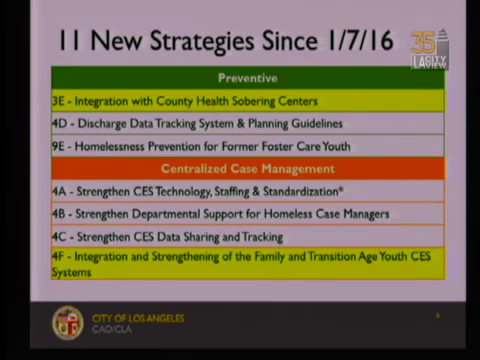 11 New Strategies Since 1/7/16
35
LACITY
VIEW
Preventive
3E - Integration with County Health Sobering Centers
4D - Discharge Data Tracking System & Planning Guidelines
9E - Homelessness Prevention for Former Foster Care Youth
Centralized Case Management
4A - Strengthen CES Technology, Staffing & Standardization*
4B - Strengthen Departmental Support for Homeless Case Managers
4C - Strengthen CES Data Sharing and Tracking
4F - Integration and Strengthening of the Family and Transition Age Youth CES
Systems
CITY OF LOS ANGELES
CAO/CLA
6